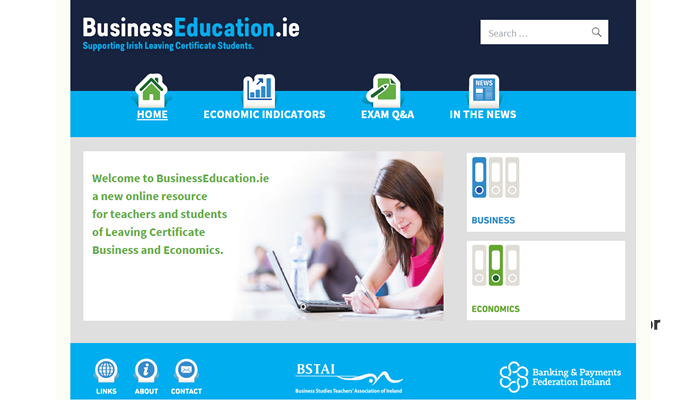 BusinessEducation.ie
Supporting Irish Leaving Certificate Students.
Search ...
NEWS
HOME
ECONOMIC INDICATORS
EXAM Q&A
IN THE NEWS
Welcome to BusinessEducation.ie
a new online resource
for teachers and students
of Leaving Certificate
Business and Economics.
BUSINESS
ECONOMICS
or
LINKS
ABOUT
CONTACT
BSTAI
Business Studies Teachers' Association of Ireland
Banking & Payments
Federation Ireland